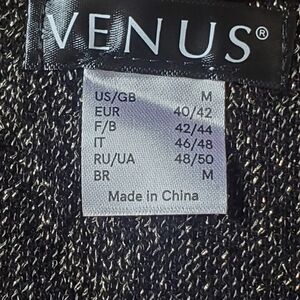 VENUS®
US/GB M
EUR 40/42
F/B 42/44
IT 46/48
RU/UA 48/50
BR M
Made in China